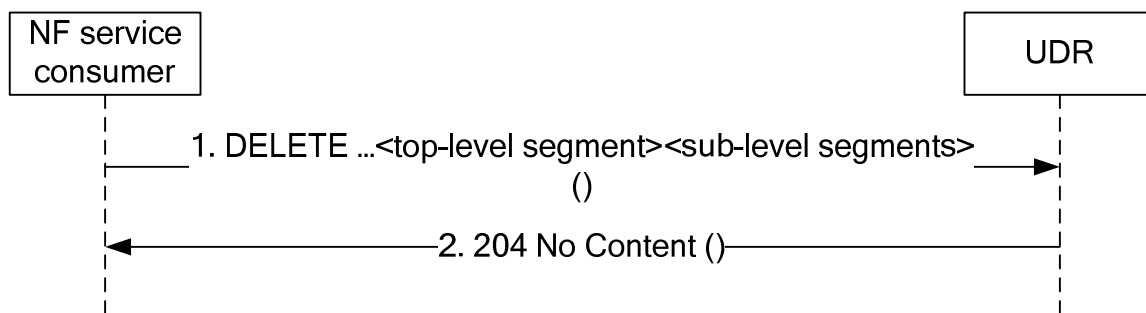 NF service
consumer
UDR
1. DELETE ...<top-level segment><sub-level segments>
()
2. 204 No Content ()